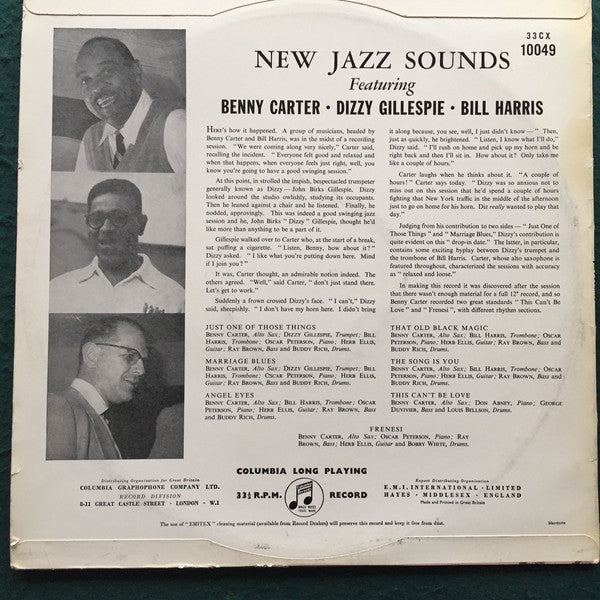 33CX
10049
NEW JAZZ SOUNDS
Featuring
BENNY CARTER · DIZZY GILLESPIE · BILL HARRIS
HERE'S how it happened. A group of musicians, headed by
Benny Carter and Bill Harris, was in the midst of a recording
session. "We were coming along very nicely," Carter said,
recalling the incident. "Everyone felt good and relaxed and
when that happens, when everyone feels just right, well, you
know you're going to have a good swinging session."
At this point, in strolled the impish, bespectacled trumpeter
generally known as Dizzy—John Birks Gillespie. Dizzy
looked around the studio owlishly, studying its occupants.
Then he leaned against a chair and listened. Finally, he
nodded, approvingly. This was indeed a good swinging jazz
session and he, John Birks "Dizzy" Gillespie, thought he'd
like more than anything to be a part of it.
Gillespie walked over to Carter who, at the start of a break,
sat puffing a cigarette. "Listen, Benny, how about it?"
Dizzy asked. "I like what you're putting down here. Mind
if I join you?"
It was, Carter thought, an admirable notion indeed. The
others agreed. "Well," said Carter, "don't just stand there.
Let's get to work."
Suddenly a frown crossed Dizzy's face. "I can't," Dizzy
said, sheepishly. "I don't have my horn here. I didn't bring
it along because, you see, well, I just didn't know—" Then,
just as quickly, he brightened. "Listen, I know what I'll do,"
Dizzy said. "I'll rush on home and pick up my horn and be
right back and then I'll sit in. How about it? Only take me
like a couple of hours."
Carter laughs when he thinks about it. "A couple of
hours!" Carter says today. "Dizzy was so anxious not to
miss out on this session that he'd spend a couple of hours
fighting that New York traffic in the middle of the afternoon
just to go on home for his horn. Diz really wanted to play that
day."
Judging from his contribution to two sides—"Just One of
Those Things" and "Marriage Blues," Dizzy's contribution is
quite evident on this "drop-in date." The latter, in particular,
contains some exciting byplay between Dizzy's trumpet and
the trombone of Bill Harris. Carter, whose alto saxophone is
featured throughout, characterized the sessions with accuracy
as "relaxed and loose."
In making this record it was discovered after the session
that there wasn't enough material for a full 12" record, and so
Benny Carter recorded two great standards "This Can't Be
Love" and "Frenesi", with different rhythm sections.
JUST ONE OF THOSE THINGS
BENNY CARTER, Alto Sax; DIZZY GILLESPIE, Trumpet; BILL
HARRIS, Trombone; OSCAR PETERSON, Piano; HERB ELLIS,
Guitar; RAY BROWN, Bass and BUDDY RICH, Drums.
MARRIAGE BLUES
BENNY CARTER, Alto Sax; DIZZY GILLESPIE, Trumpet; BILL
HARRIS, Trombone; OSCAR PETERSON, Piano; HERB ELLIS,
Guitar; RAY BROWN, Bass and BUDDY RICH, Drums.
ANGEL EYES
BENNY CARTER, Alto Sax; BILL HARRIS, Trombone; OSCAR
PETERSON, Piano; HERB ELLIS, Guitar; RAY BROWN, Bass
and BUDDY RICH, Drums.
THAT OLD BLACK MAGIC
BENNY CARTER, Alto Sax; BILL HARRIS, Trombone; OSCAR
PETERSON, Piano; HERB ELLIS, Guitar; RAY BROWN, Bass and
BUDDY RICH, Drums.
THE SONG IS YOU
BENNY CARTER, Alto Sax; BILL HARRIS, Trombone; OSCAR
PETERSON, Piano; HERB ELLIS, Guitar; RAY BROWN, Bass and
BUDDY RICH, Drums.
THIS CAN'T BE LOVE
BENNY CARTER, Alto Sax; DON ABNEY, Piano; GEORGE
DUVIVIER, Bass and LOUIS BELLSON, Drums.
FRENESI
BENNY CARTER, Alto Sax; OSCAR PETERSON, Piano; RAY
BROWN, Bass; HERB ELLIS, Guitar and BOBBY WHITE, Drums.
Distributing Organisation for Great Britain
COLUMBIA GRAPHOPHONE COMPANY LTD.
RECORD DIVISION
8-11 GREAT CASTLE STREET · LONDON · W.1
COLUMBIA LONG PLAYING
33⅓ R.P.M. RECORD
Export Distributing Organisation
E.M.I. INTERNATIONAL · LIMITED
HAYES · MIDDLESEX · ENGLAND
Made and Printed in Great Britain
The use of "EMITEX" cleaning material (available from Record Dealers) will preserve this record and keep it free from dust.